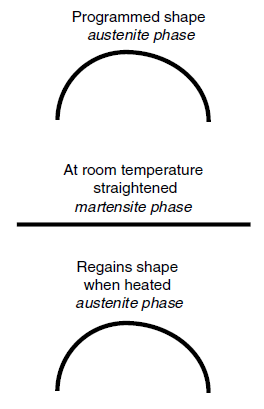 Programmed shape
austenite phase
At room temperature
straightened
martensite phase
Regains shape
when heated
austenite phase